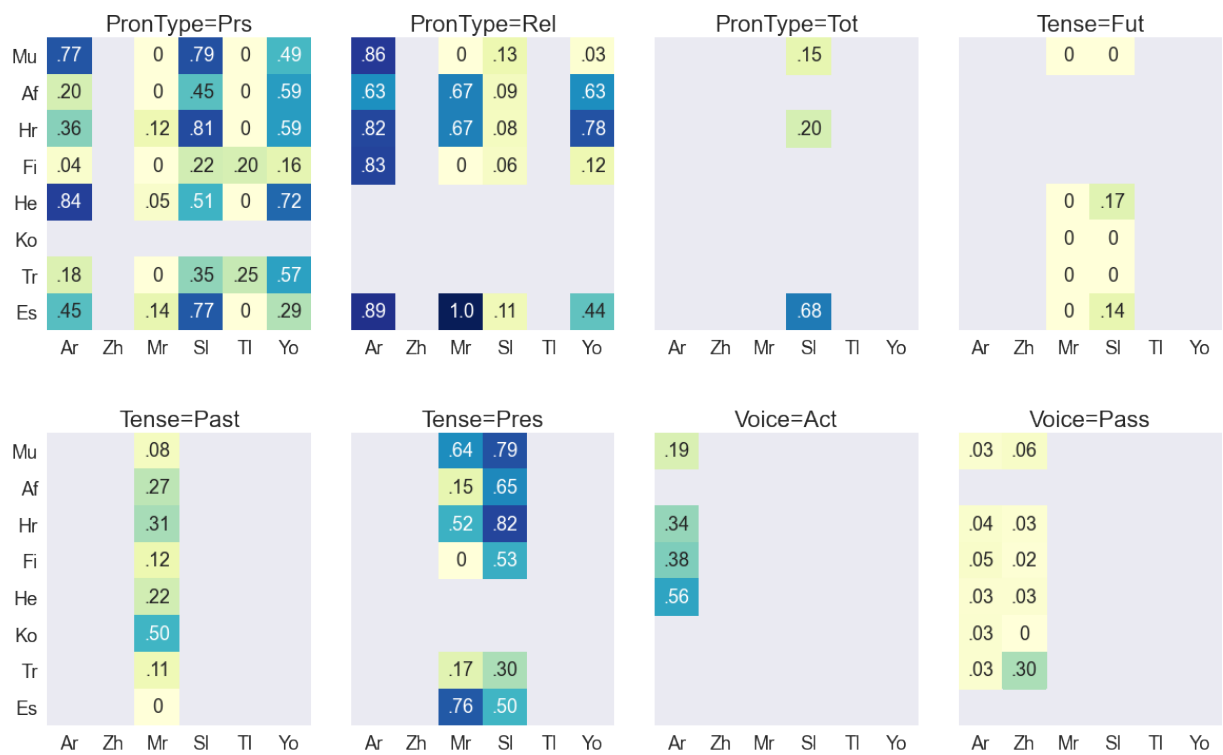 PronType=Prs PronType=Rel PronType=Tot Tense=Fut
Mu .77 0 .79 0 .49 .86 0 .13 .03 .15 0 0
Af .20 0 .45 0 .59 .63 .67 .09 .63
Hr .36 .12 .81 0 .59 .82 .67 .08 .78 .20
Fi .04 0 .22 .20 .16 .83 0 .06 .12
He .84 .05 .51 0 .72 0 .17
Ko 0 0
Tr .18 0 .35 .25 .57 0 0
Es .45 .14 .77 0 .29 .89 1.0 .11 .44 .68 0 .14
Ar Zh Mr Sl Tl Yo Ar Zh Mr Sl Tl Yo Ar Zh Mr Sl Tl Yo Ar Zh Mr Sl Tl Yo
Tense=Past Tense=Pres Voice=Act Voice=Pass
Mu .08 .64 .79 .19 .03 .06
Af .27 .15 .65
Hr .31 .52 .82 .34 .04 .03
Fi .12 0 .53 .38 .05 .02
He .22 .56 .03 .03
Ko .50 .03 0
Tr .11 .17 .30 .03 .30
Es 0 .76 .50
Ar Zh Mr Sl Tl Yo Ar Zh Mr Sl Tl Yo Ar Zh Mr Sl Tl Yo Ar Zh Mr Sl Tl Yo